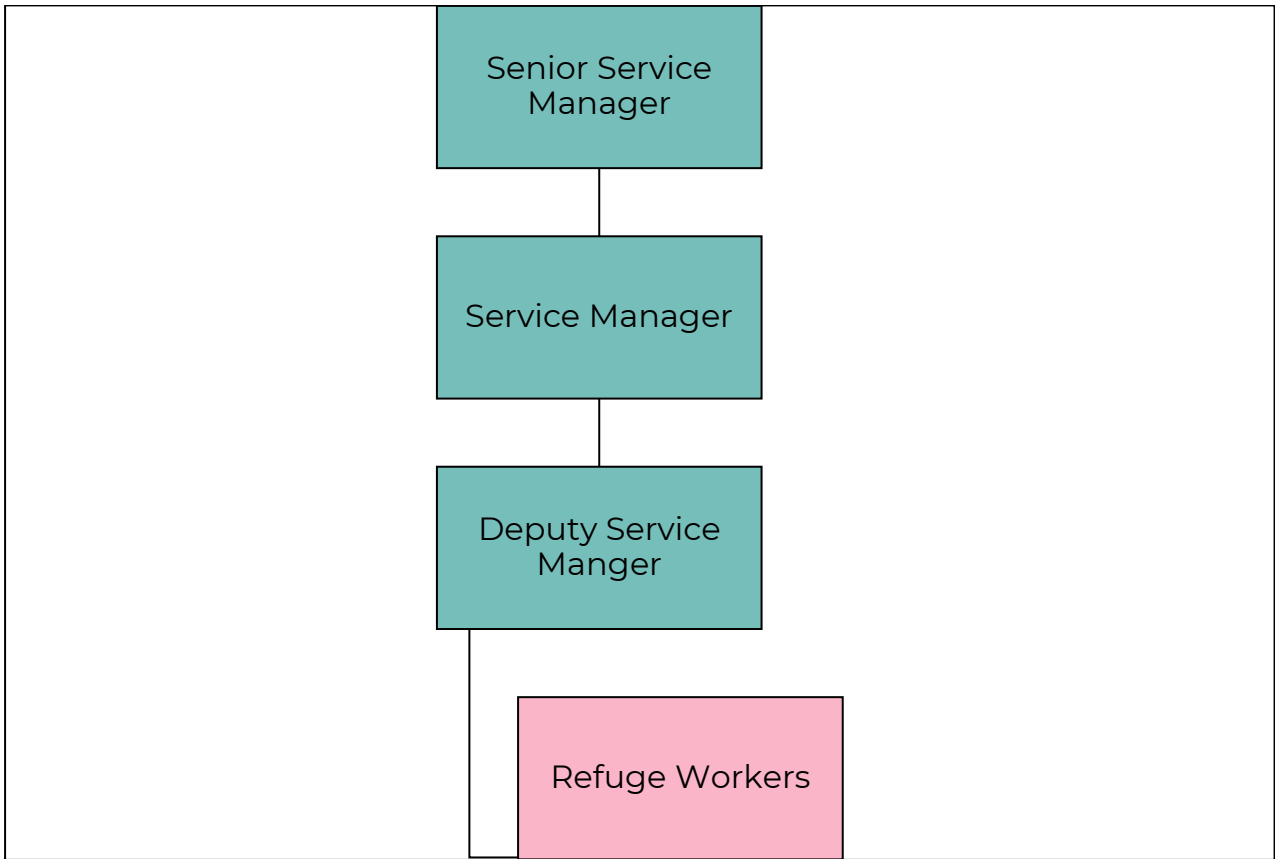 Senior Service
Manager
Service Manager
Deputy Service
Manger
Refuge Workers